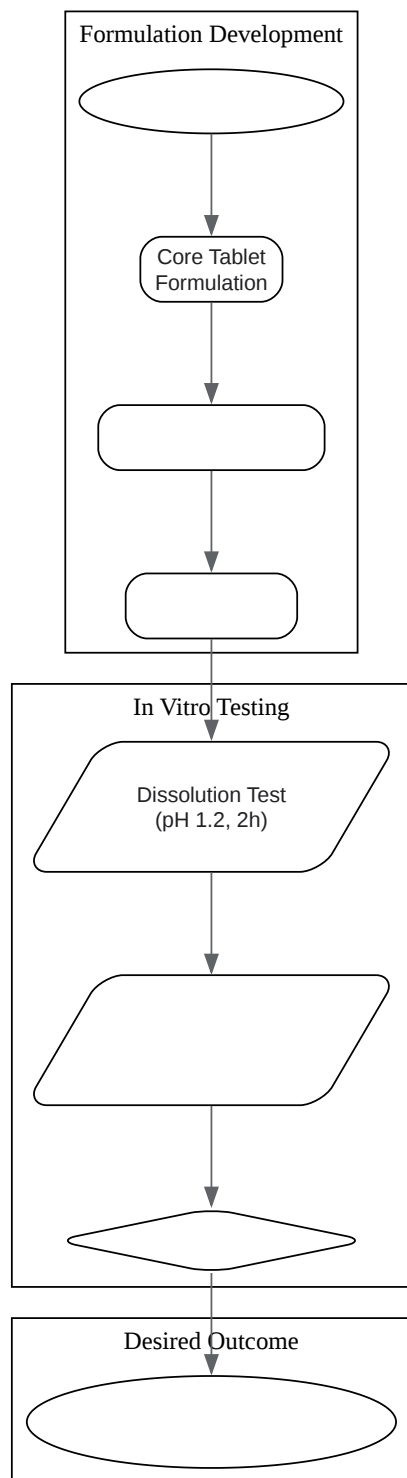 Formulation Development
Core Tablet
Formulation
In Vitro Testing
Dissolution Test
(pH 1.2, 2h)
Desired Outcome